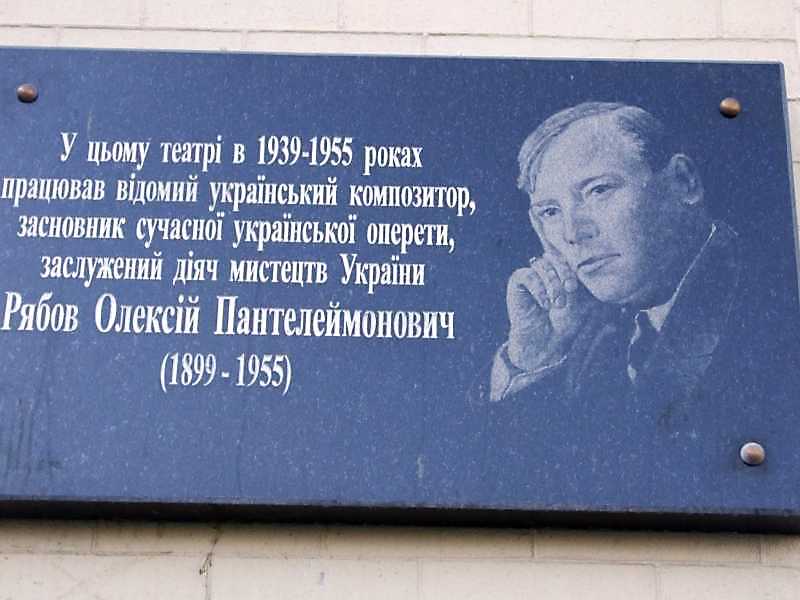 У цьому театрі в 1939-1955 роках
працював відомий український композитор,
засновник сучасної української оперети,
заслужений діяч мистецтв України
Рябов Олексій Пантелеймонович
(1899 - 1955)